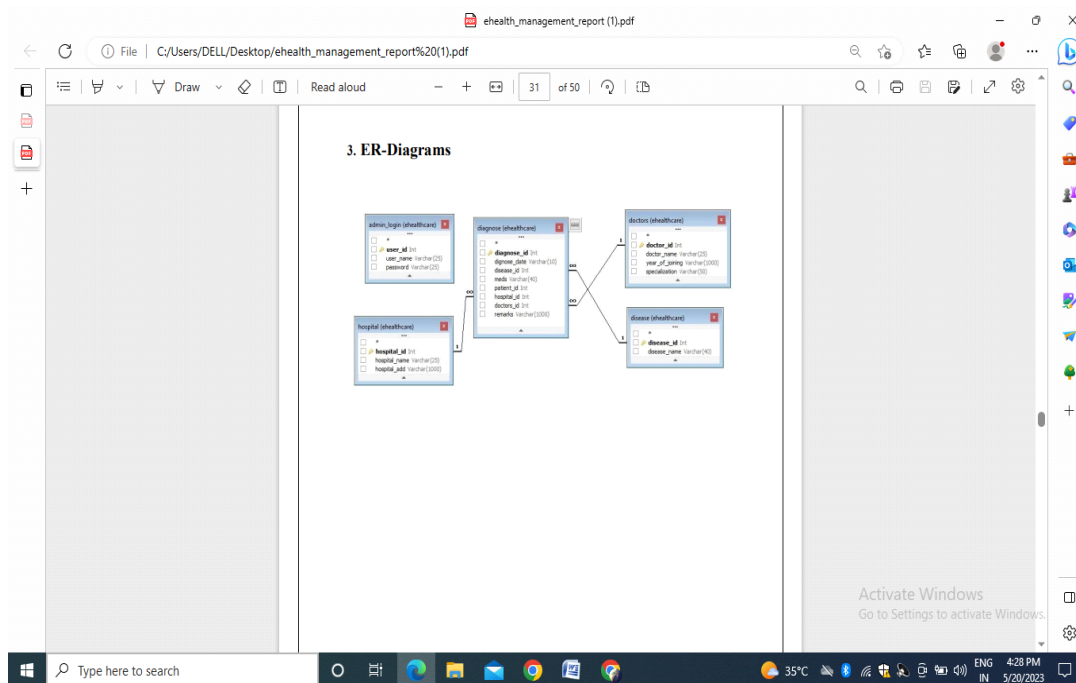 ehealth_management_report (1).pdf
File
C:/Users/DELL/Desktop/ehealth_management_report%20(1).pdf
Draw
Read aloud
31
of 50
3. ER-Diagrams
admin_login (ehealthcare)
*
user_id Int
user_name Varchar(25)
password Varchar(25)
diagnose (ehealthcare)
*
diagnose_id Int
dignose_date Varchar(10)
disease_id Int
meds Varchar(40)
patient_id Int
hospital_id Int
doctors_id Int
remarks Varchar(1000)
doctors (ehealthcare)
*
doctor_id Int
doctor_name Varchar(25)
year_of_joining Varchar(1000)
specialization Varchar(50)
hospital (ehealthcare)
*
hospital_id Int
hospital_name Varchar(25)
hospital_add Varchar(1000)
disease (ehealthcare)
*
disease_id Int
disease_name Varchar(40)
∞
1
∞
1
∞
1
Activate Windows
Go to Settings to activate Windows.
Type here to search
35°C
ENG
IN
4:28 PM
5/20/2023